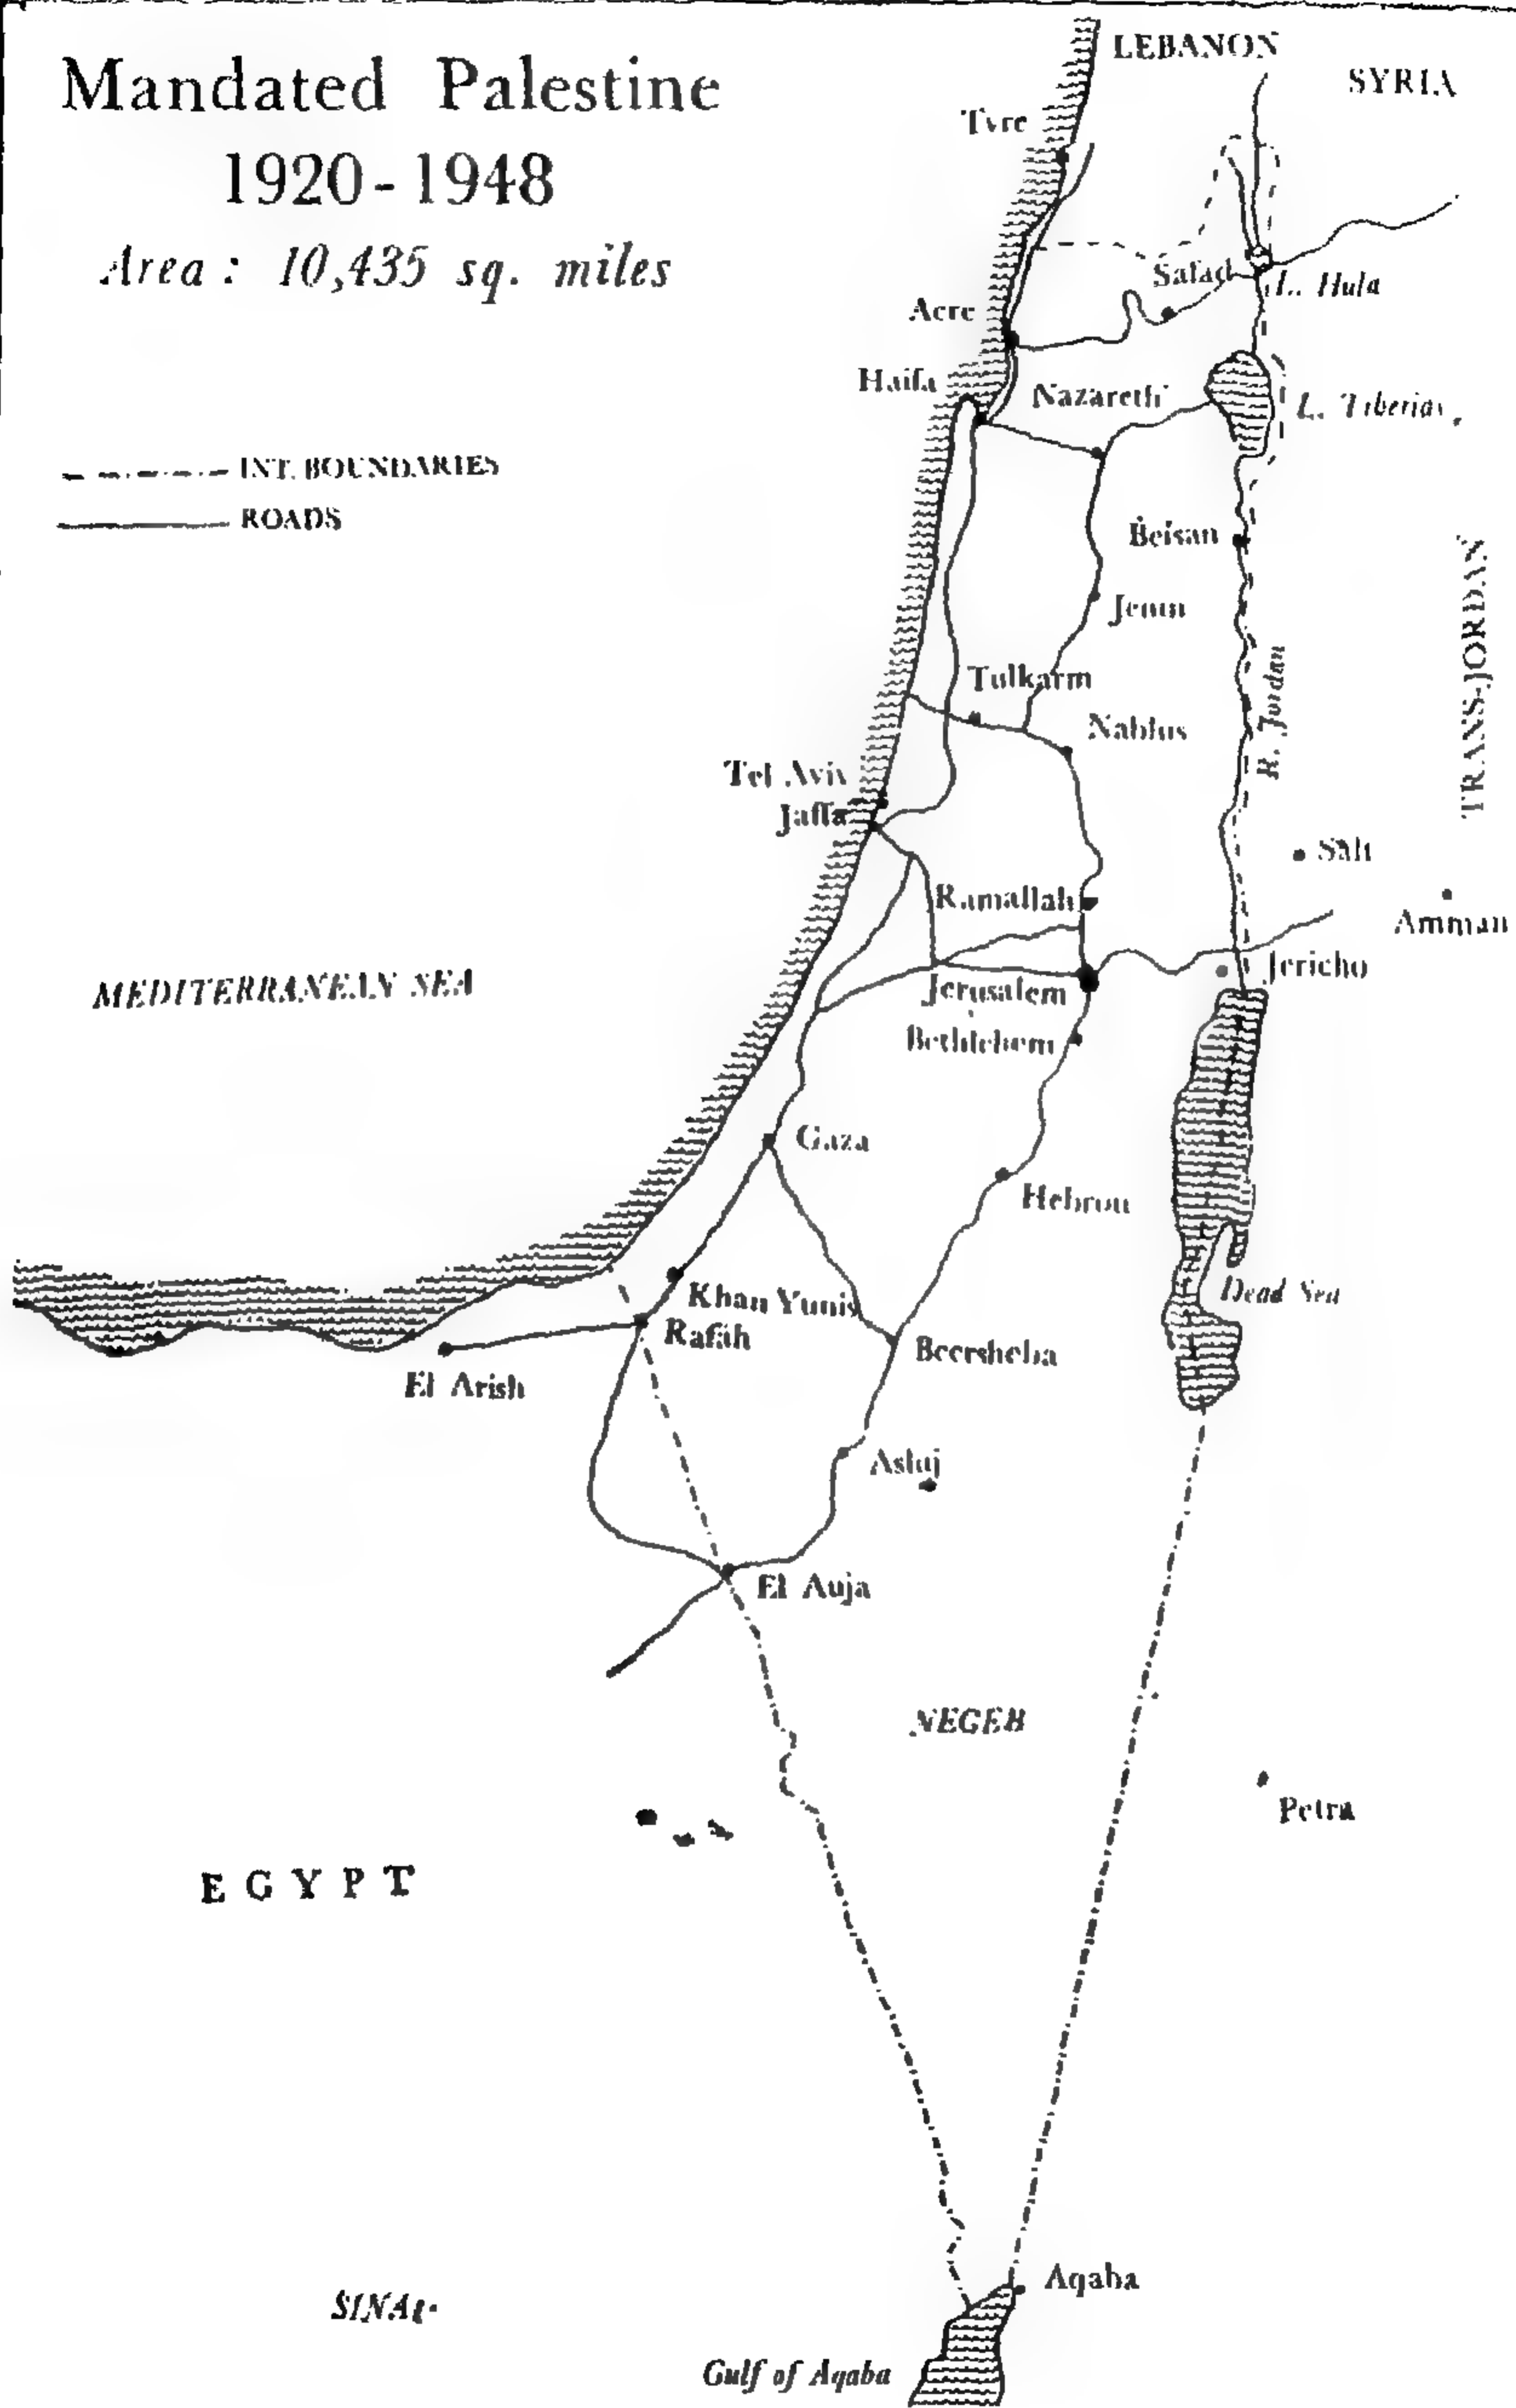 Mandated Palestine
1920-1948
Area : 10,435 sq. miles
INT. BOUNDARIES
ROADS
LEBANON
SYRIA
Tyre
Safad
L. Hula
Acre
Haifa
Nazareth
L. Tiberias
Beisan
Jenin
TRANS-JORDAN
Tulkarm
R. Jordan
Nablus
Tel Aviv
Jaffa
Salt
Ramallah
Amman
MEDITERRANEAN SEA
Jericho
Jerusalem
Bethlehem
Gaza
Hebron
Dead Sea
Khan Yunis
Rafah
Beersheba
El Arish
Asluj
El Auja
NEGEB
Petra
EGYPT
Aqaba
SINAI
Gulf of Aqaba